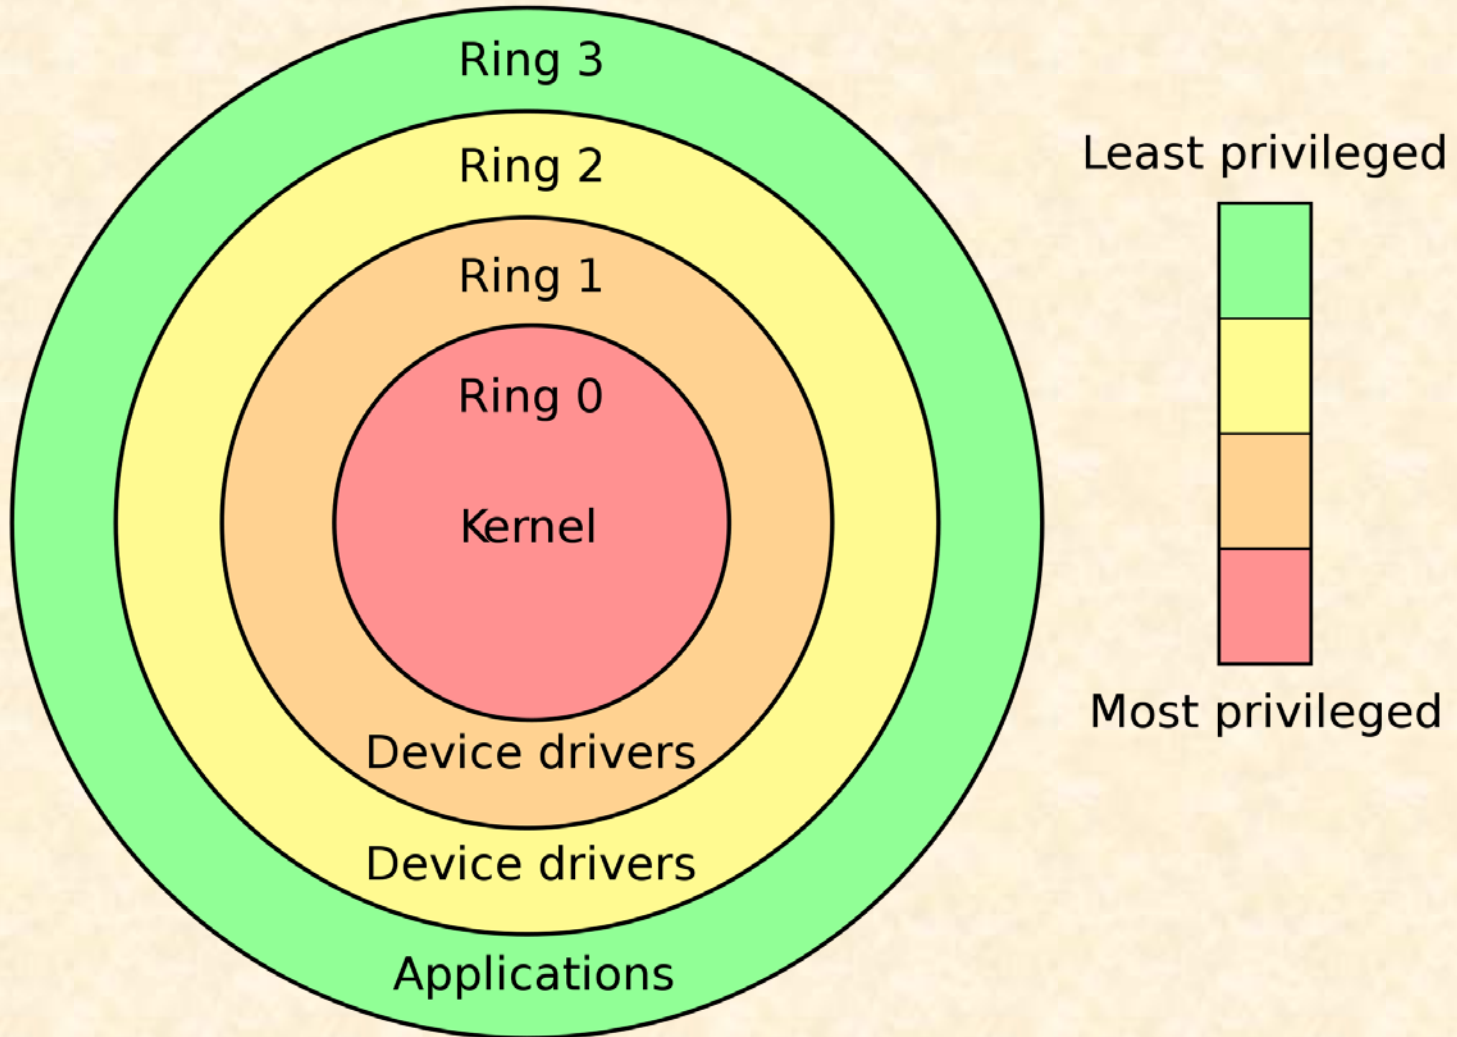 Ring 3
Ring 2
Ring 1
Ring 0
Kernel
Device drivers
Device drivers
Applications
Least privileged
Most privileged